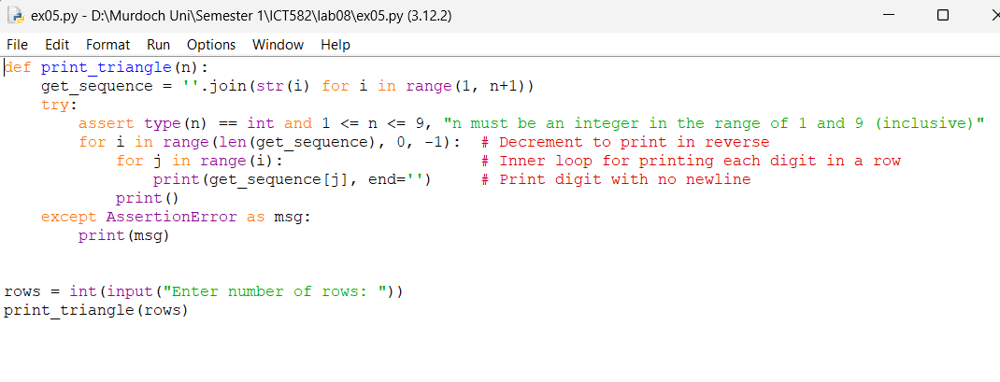 ex05.py - D:\Murdoch Uni\Semester 1\ICT582\lab08\ex05.py (3.12.2)
File Edit Format Run Options Window Help
def print_triangle(n):
    get_sequence = ''.join(str(i) for i in range(1, n+1))
    try:
        assert type(n) == int and 1 <= n <= 9, "n must be an integer in the range of 1 and 9 (inclusive)"
        for i in range(len(get_sequence), 0, -1):  # Decrement to print in reverse
            for j in range(i):                     # Inner loop for printing each digit in a row
                print(get_sequence[j], end='')     # Print digit with no newline
            print()
    except AssertionError as msg:
        print(msg)
rows = int(input("Enter number of rows: "))
print_triangle(rows)